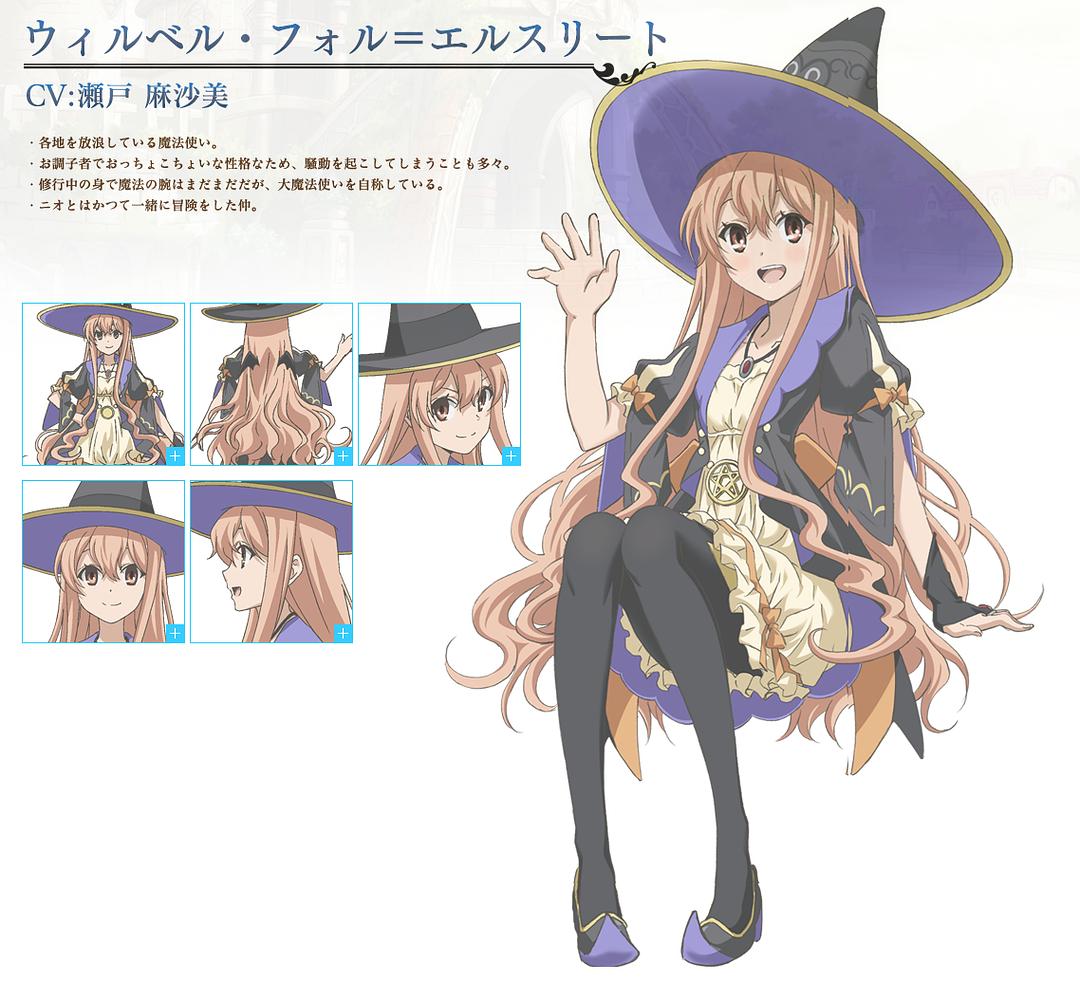 ウィルベル・フォル＝エルスリート
CV:瀬戸 麻沙美
・各地を放浪している魔法使い。
・お調子者でおっちょこちょいな性格なため、騒動を起こしてしまうことも多々。
・修行中の身で魔法の腕はまだまだだが、大魔法使いを自称している。
・ニオとはかつて一緒に冒険をした仲。